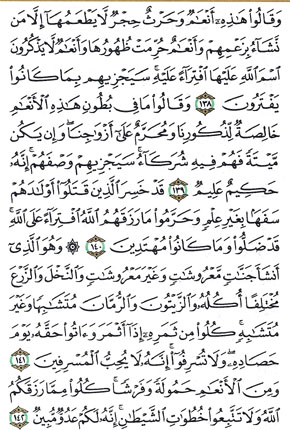 وَقَالُوا۟ هَٰذِهِۦٓ أَنْعَٰمٌ وَحَرْثٌ حِجْرٌ لَّا يَطْعَمُهَآ إِلَّا مَن
نَّشَآءُ بِزَعْمِهِمْ وَأَنْعَٰمٌ حُرِّمَتْ ظُهُورُهَا وَأَنْعَٰمٌ لَّا يَذْكُرُونَ
ٱسْمَ ٱللَّهِ عَلَيْهَا ٱفْتِرَآءً عَلَيْهِ ۚ سَيَجْزِيهِم بِمَا كَانُوا۟
يَفْتَرُونَ ١٣٨ وَقَالُوا۟ مَا فِى بُطُونِ هَٰذِهِ ٱلْأَنْعَٰمِ
خَالِصَةٌ لِّذُكُورِنَا وَمُحَرَّمٌ عَلَىٰٓ أَزْوَٰجِنَا ۖ وَإِن يَكُن
مَّيْتَةً فَهُمْ فِيهِ شُرَكَآءُ ۚ سَيَجْزِيهِمْ وَصْفَهُمْ ۚ إِنَّهُۥ
حَكِيمٌ عَلِيمٌ ١٣٩ قَدْ خَسِرَ ٱلَّذِينَ قَتَلُوٓا۟ أَوْلَٰدَهُمْ
سَفَهًۢا بِغَيْرِ عِلْمٍ وَحَرَّمُوا۟ مَا رَزَقَهُمُ ٱللَّهُ ٱفْتِرَآءً عَلَى ٱللَّهِ ۚ
قَدْ ضَلُّوا۟ وَمَا كَانُوا۟ مُهْتَدِينَ ١٤٠ ۞ وَهُوَ ٱلَّذِىٓ
أَنشَأَ جَنَّٰتٍ مَّعْرُوشَٰتٍ وَغَيْرَ مَعْرُوشَٰتٍ وَٱلنَّخْلَ وَٱلزَّرْعَ
مُخْتَلِفًا أُكُلُهُۥ وَٱلزَّيْتُونَ وَٱلرُّمَّانَ مُتَشَٰبِهًا وَغَيْرَ
مُتَشَٰبِهٍ ۚ كُلُوا۟ مِن ثَمَرِهِۦٓ إِذَآ أَثْمَرَ وَءَاتُوا۟ حَقَّهُۥ يَوْمَ
حَصَادِهِۦ ۖ وَلَا تُسْرِفُوٓا۟ ۚ إِنَّهُۥ لَا يُحِبُّ ٱلْمُسْرِفِينَ ١٤١
وَمِنَ ٱلْأَنْعَٰمِ حَمُولَةً وَفَرْشًا ۚ كُلُوا۟ مِمَّا رَزَقَكُمُ
ٱللَّهُ وَلَا تَتَّبِعُوا۟ خُطُوَٰتِ ٱلشَّيْطَٰنِ ۚ إِنَّهُۥ لَكُمْ عَدُوٌّ مُّبِينٌ ١٤٢